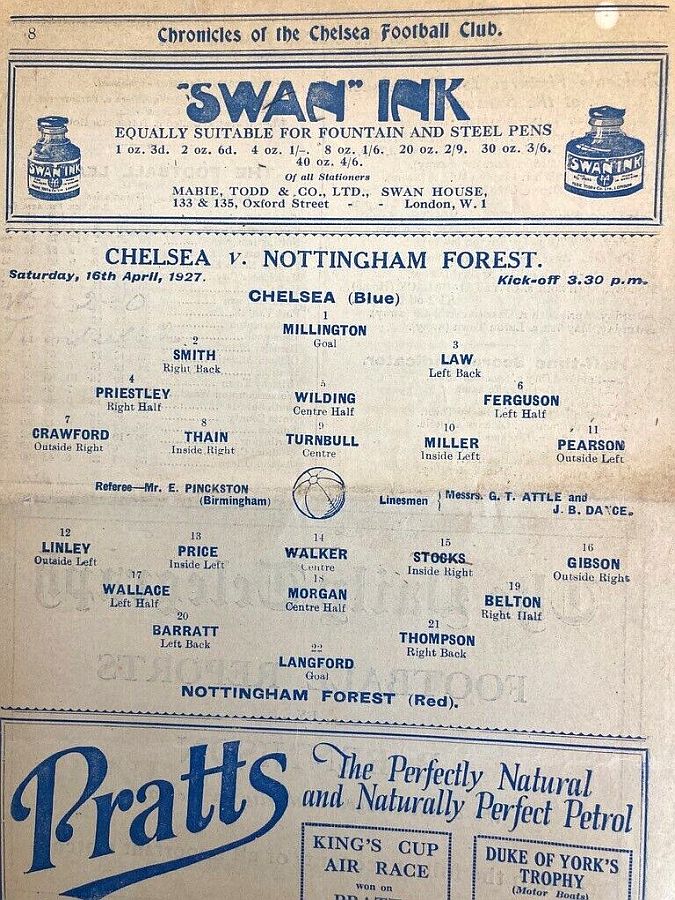 8
Chronicles of the Chelsea Football Club.
"SWAN" INK
EQUALLY SUITABLE FOR FOUNTAIN AND STEEL PENS
1 oz. 3d. 2 oz. 6d. 4 oz. 1/-. 8 oz. 1/6. 20 oz. 2/9. 30 oz. 3/6.
40 oz. 4/6.
Of all Stationers
MABIE, TODD & CO., LTD., SWAN HOUSE,
133 & 135, Oxford Street - - London, W. 1
SWAN INK
SWAN INK
CHELSEA v. NOTTINGHAM FOREST.
Saturday, 16th April, 1927. Kick-off 3.30 p.m.
2-0
CHELSEA (Blue)
1
MILLINGTON
Goal
2 3
SMITH LAW
Right Back Left Back
4 5 6
PRIESTLEY WILDING FERGUSON
Right Half Centre Half Left Half
7 8 9 10 11
CRAWFORD THAIN TURNBULL MILLER PEARSON
Outside Right Inside Right Centre Inside Left Outside Left
Referee—Mr. E. PINCKSTON Linesmen Messrs. G. T. ATTLE and
(Birmingham) J. B. DANCE.
12 13 14 15 16
LINLEY PRICE WALKER STOCKS GIBSON
Outside Left Inside Left Centre Inside Right Outside Right
17 18 19
WALLACE MORGAN BELTON
Left Half Centre Half Right Half
20 21
BARRATT THOMPSON
Left Back Right Back
22
LANGFORD
Goal
NOTTINGHAM FOREST (Red).
Pratts
The Perfectly Natural
and Naturally Perfect Petrol
KING'S CUP
AIR RACE
won on
DUKE OF YORK'S
TROPHY
(Motor Boats)